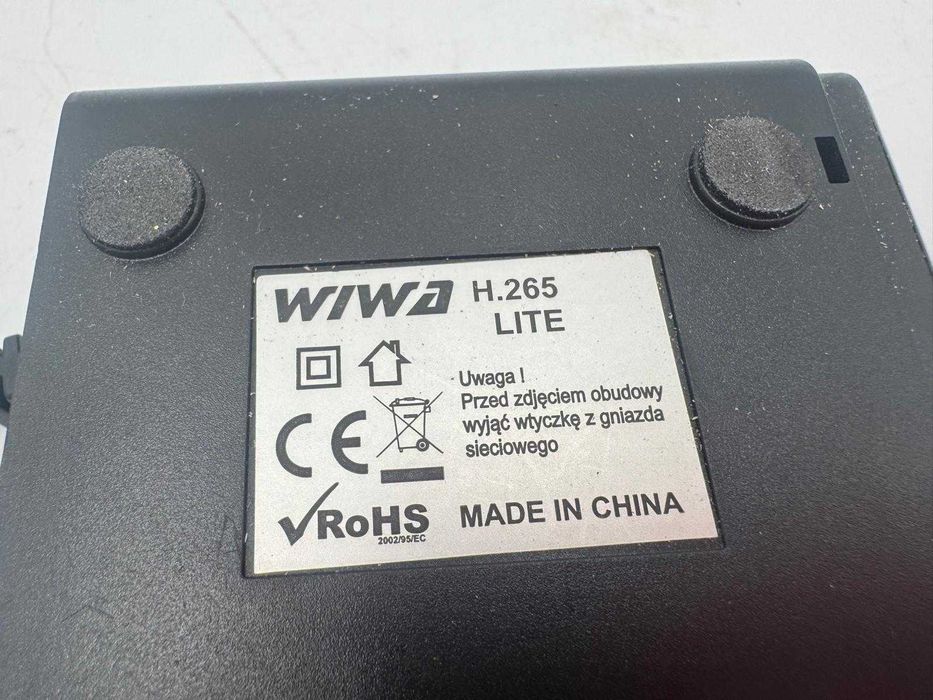 WIWA H.265
LITE
Uwaga !
Przed zdjęciem obudowy
wyjąć wtyczkę z gniazda
sieciowego
CE
RoHS
2002/95/EC
MADE IN CHINA